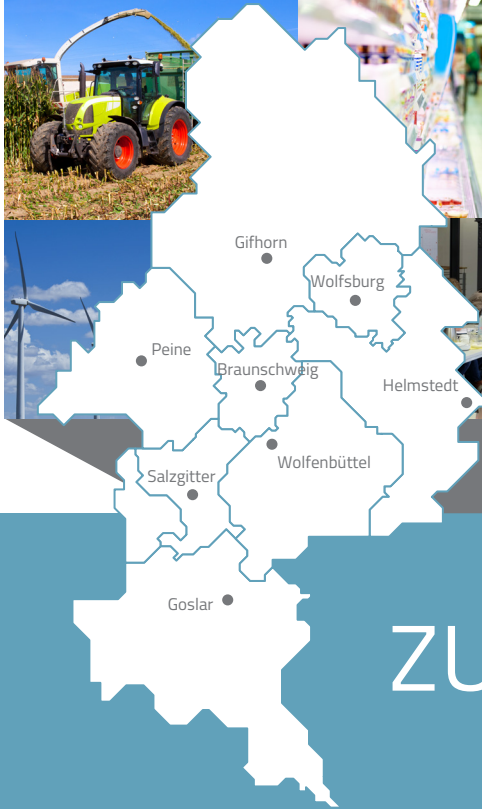 Gifhorn
Wolfsburg
Peine
Braunschweig
Helmstedt
Wolfenbüttel
Salzgitter
Goslar
ZU